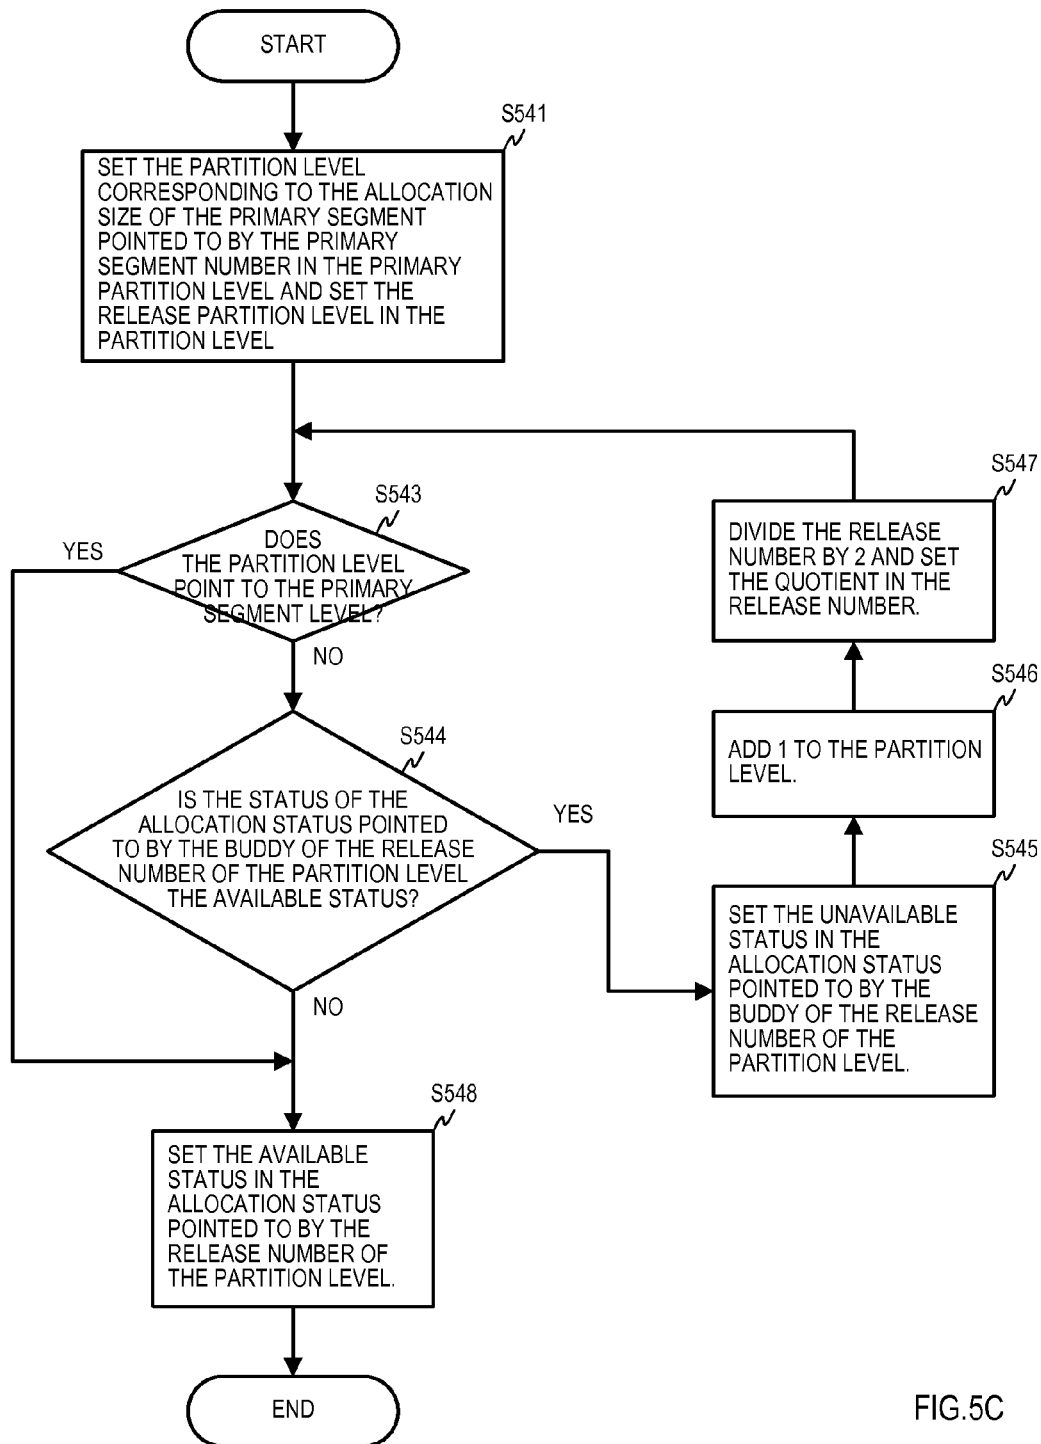 START
S541
SET THE PARTITION LEVEL
CORRESPONDING TO THE ALLOCATION
SIZE OF THE PRIMARY SEGMENT
POINTED TO BY THE PRIMARY
SEGMENT NUMBER IN THE PRIMARY
PARTITION LEVEL AND SET THE
RELEASE PARTITION LEVEL IN THE
PARTITION LEVEL
S543
YES
DOES
THE PARTITION LEVEL
POINT TO THE PRIMARY
SEGMENT LEVEL?
NO
S544
IS THE STATUS OF THE
ALLOCATION STATUS POINTED
TO BY THE BUDDY OF THE RELEASE
NUMBER OF THE PARTITION LEVEL
THE AVAILABLE STATUS?
YES
NO
S547
DIVIDE THE RELEASE
NUMBER BY 2 AND SET
THE QUOTIENT IN THE
RELEASE NUMBER.
S546
ADD 1 TO THE PARTITION
LEVEL.
S545
SET THE UNAVAILABLE
STATUS IN THE
ALLOCATION STATUS
POINTED TO BY THE
BUDDY OF THE RELEASE
NUMBER OF THE
PARTITION LEVEL.
S548
SET THE AVAILABLE
STATUS IN THE
ALLOCATION STATUS
POINTED TO BY THE
RELEASE NUMBER OF
THE PARTITION LEVEL.
END
FIG.5C